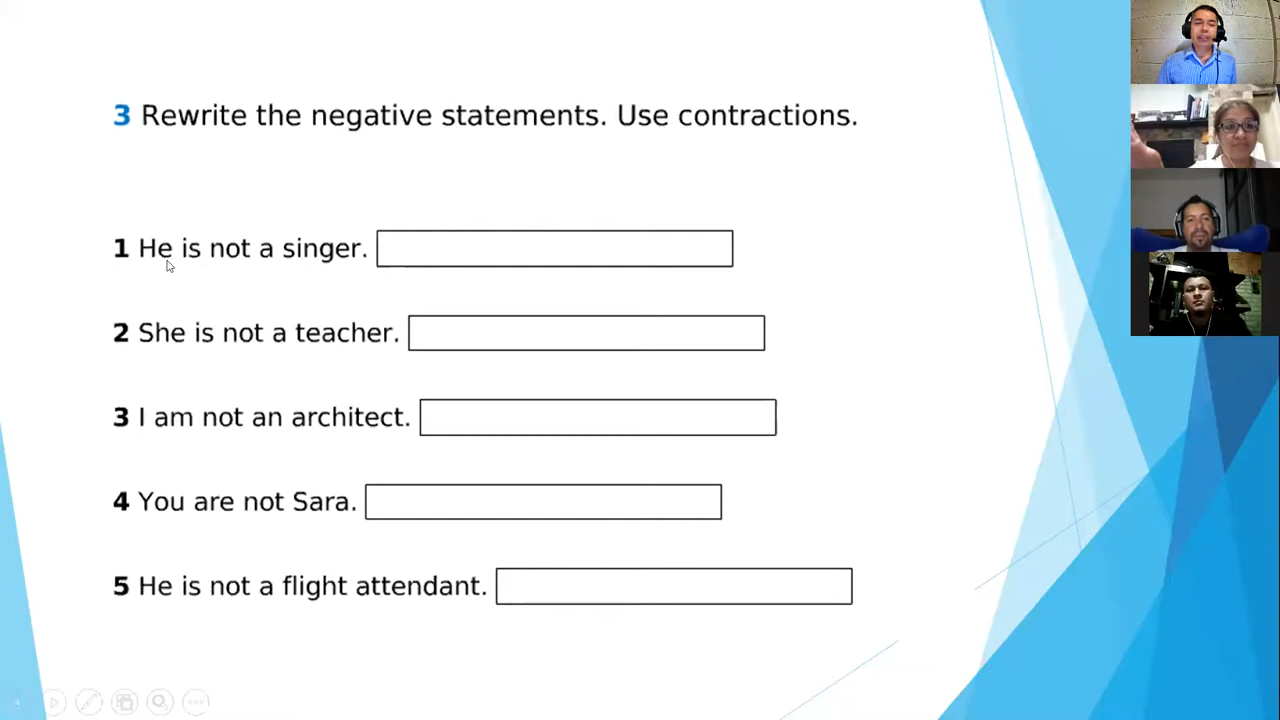 3 Rewrite the negative statements. Use contractions.
1 He is not a singer.
2 She is not a teacher.
3 I am not an architect.
4 You are not Sara.
5 He is not a flight attendant.